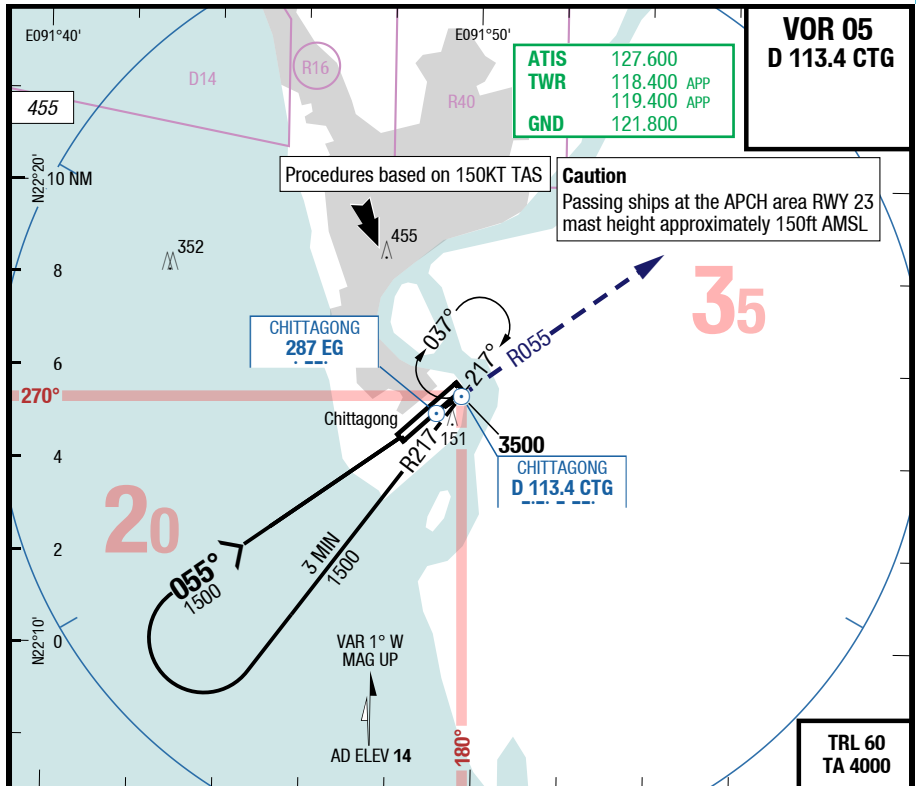 E091°40'
E091°50'
VOR 05
D 113.4 CTG
ATIS 127.600
TWR 118.400 APP
119.400 APP
GND 121.800
D14
R16
R40
455
N22°20'
10 NM
Procedures based on 150KT TAS
Caution
Passing ships at the APCH area RWY 23
mast height approximately 150ft AMSL
352
455
8
35
037°
217°
R055
CHITTAGONG
287 EG
6
270°
Chittagong
R217
151
3500
4
CHITTAGONG
D 113.4 CTG
20
2
3 MIN
1500
055°
1500
N22°10'
0
VAR 1° W
MAG UP
AD ELEV 14
180°
TRL 60
TA 4000